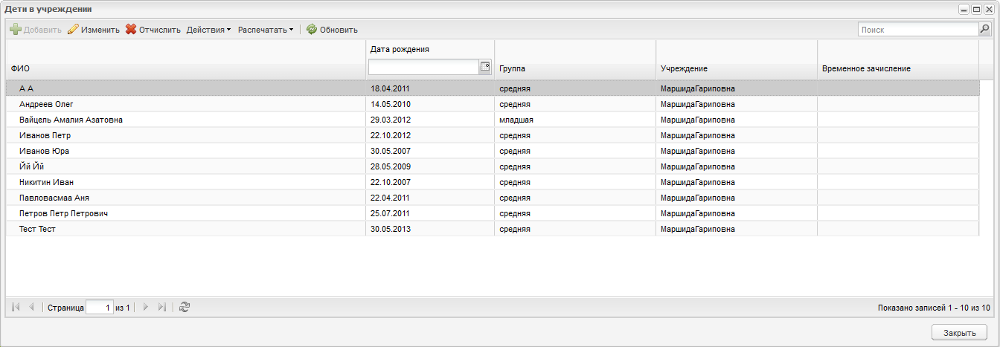 Дети в учреждении
Добавить Изменить Отчислить Действия Распечатать Обновить Поиск
Дата рождения
ФИО Группа Учреждение Временное зачисление
А А 18.04.2011 средняя МаршидаГариповна
Андреев Олег 14.05.2010 средняя МаршидаГариповна
Вайцель Амалия Азатовна 29.03.2012 младшая МаршидаГариповна
Иванов Петр 22.10.2012 средняя МаршидаГариповна
Иванов Юра 30.05.2007 средняя МаршидаГариповна
Йй Йй 28.05.2009 средняя МаршидаГариповна
Никитин Иван 22.10.2007 средняя МаршидаГариповна
Павловасмаа Аня 22.04.2011 средняя МаршидаГариповна
Петров Петр Петрович 25.07.2011 средняя МаршидаГариповна
Тест Тест 30.05.2013 средняя МаршидаГариповна
Страница 1 из 1 Показано записей 1 - 10 из 10
Закрыть